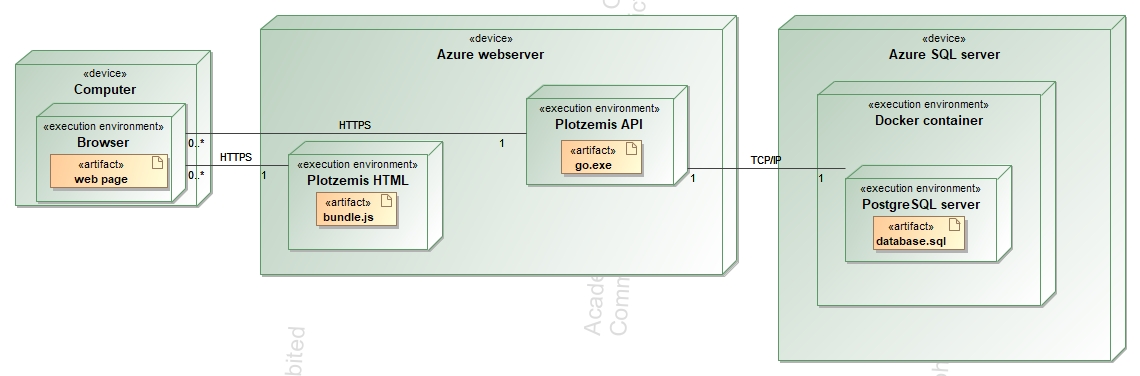 «device»
Computer
«execution environment»
Browser
«artifact»
web page
0..*
0..*
HTTPS
HTTPS
1
1
«device»
Azure webserver
«execution environment»
Plotzemis HTML
«artifact»
bundle.js
«execution environment»
Plotzemis API
«artifact»
go.exe
1
TCP/IP
1
«device»
Azure SQL server
«execution environment»
Docker container
«execution environment»
PostgreSQL server
«artifact»
database.sql
bited
Acade
Comm